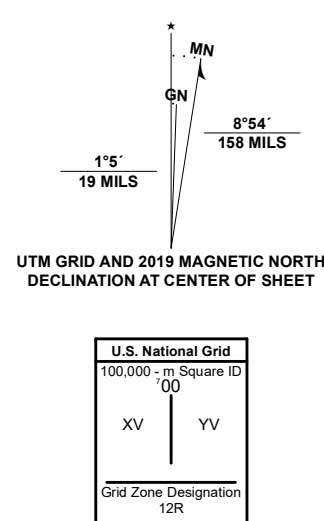 ★
MN
GN
8°54´
158 MILS
1°5´
19 MILS
UTM GRID AND 2019 MAGNETIC NORTH
DECLINATION AT CENTER OF SHEET
U.S. National Grid
100,000 - m Square ID
⁷00
XV YV
Grid Zone Designation
12R